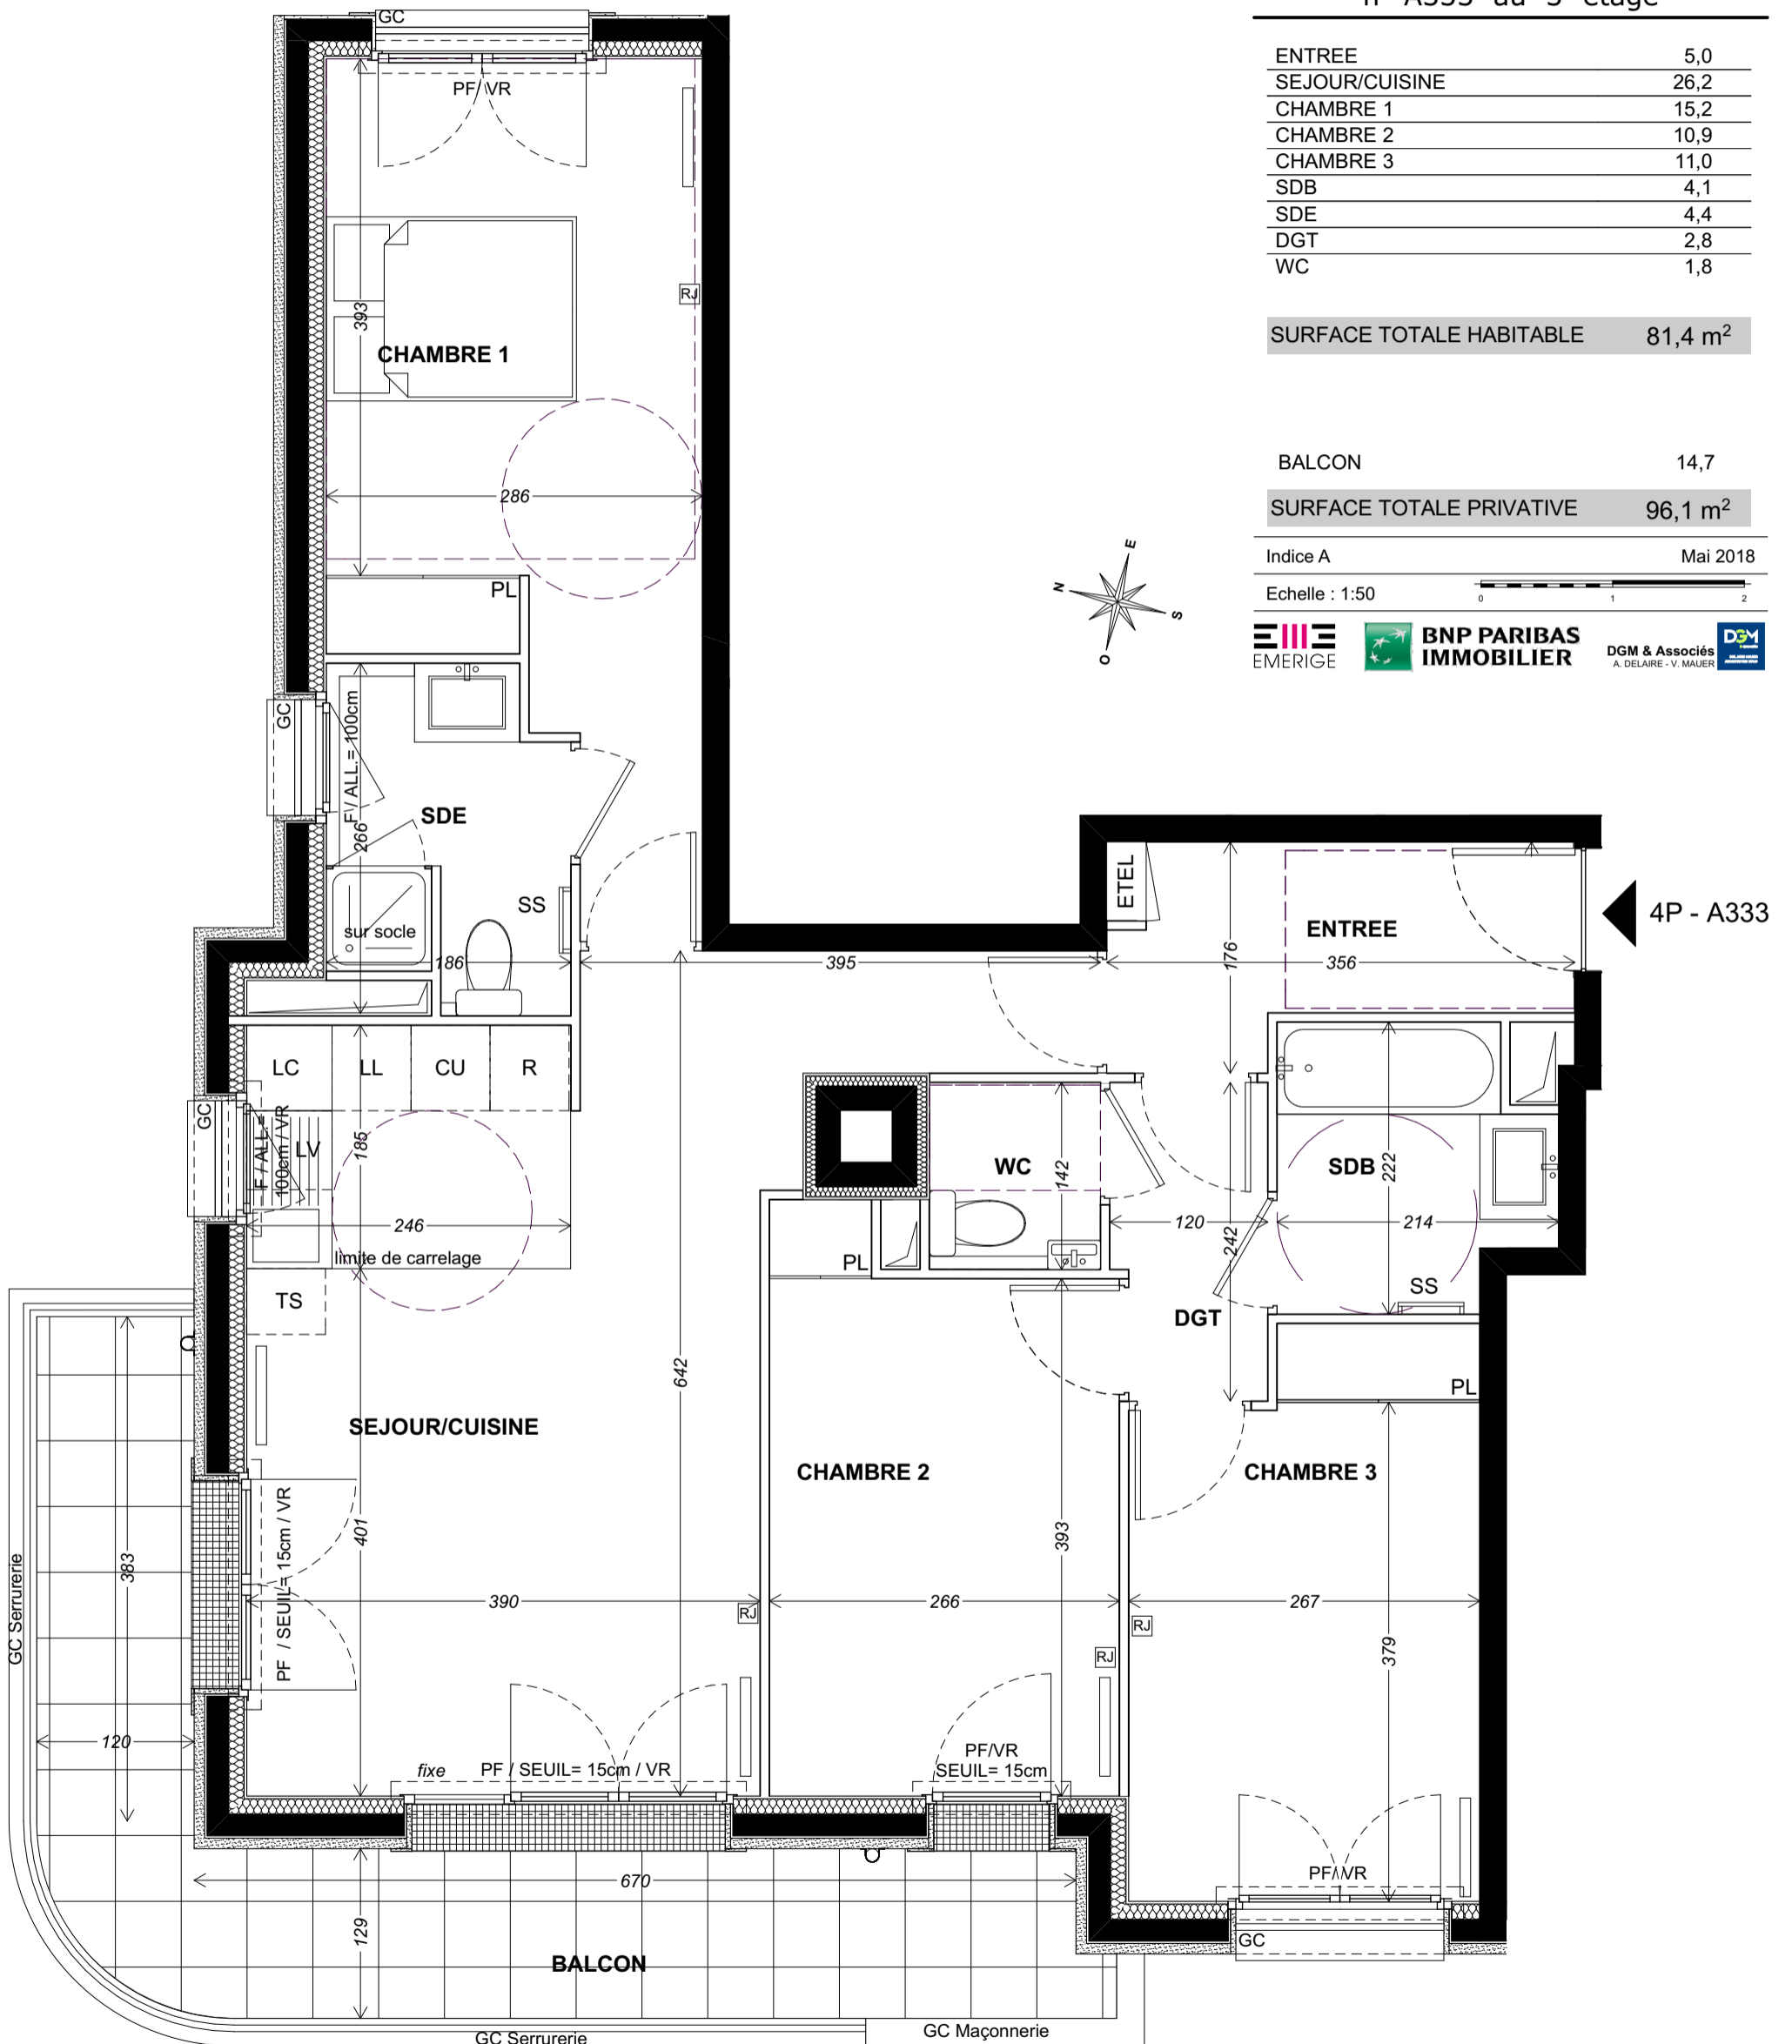 ENTREE 5,0
SEJOUR/CUISINE 26,2
CHAMBRE 1 15,2
CHAMBRE 2 10,9
CHAMBRE 3 11,0
SDB 4,1
SDE 4,4
DGT 2,8
WC 1,8
SURFACE TOTALE HABITABLE 81,4 m²
BALCON 14,7
SURFACE TOTALE PRIVATIVE 96,1 m²
Indice A Mai 2018
Echelle : 1:50
0 1 2
EMERIGE
BNP PARIBAS
IMMOBILIER
DGM & Associés
A. DELAIRE - V. MAUER
DGM
N
E
S
O
GC
PF/ VR
RJ
393
CHAMBRE 1
286
PL
GC
F / ALL.= 100cm
266
SDE
SS
sur socle
186
395
ETEL
176
ENTREE
356
4P - A333
LC
LL
CU
R
GC
F / ALL.=
100cm / VR
LV
185
246
limite de carrelage
TS
WC
142
120
242
SDB
222
214
SS
PL
DGT
PL
642
SEJOUR/CUISINE
CHAMBRE 2
CHAMBRE 3
383
GC Serrurerie
PF / SEUIL= 15cm / VR
401
390
RJ
266
393
RJ
267
RJ
379
120
fixe
PF / SEUIL= 15cm / VR
PF/VR
SEUIL= 15cm
PF/VR
GC
670
129
BALCON
GC Serrurerie
GC Maçonnerie